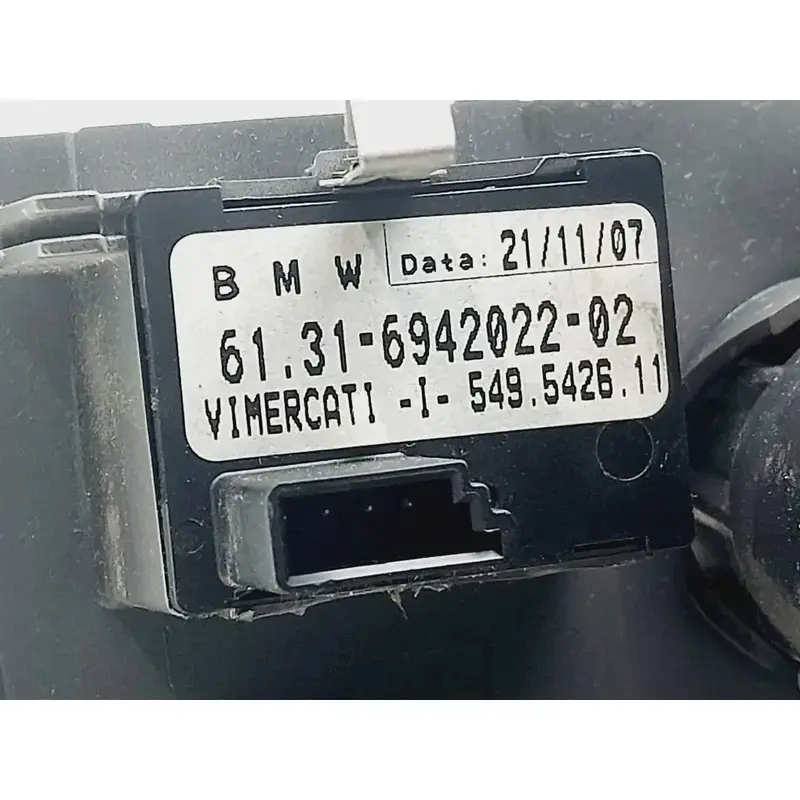 B M W Data: 21/11/07
61.31-6942022-02
VIMERCATI -I- 549.5426.11